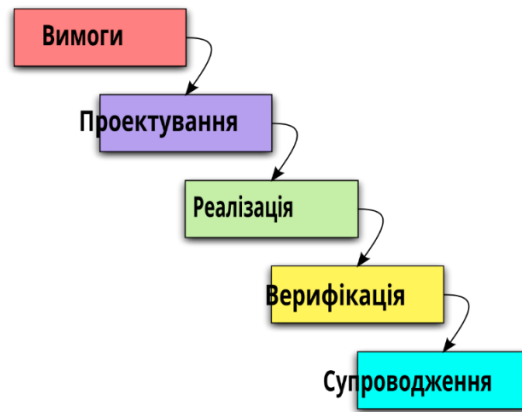 Вимоги
Проектування
Реалізація
Верифікація
Супроводження